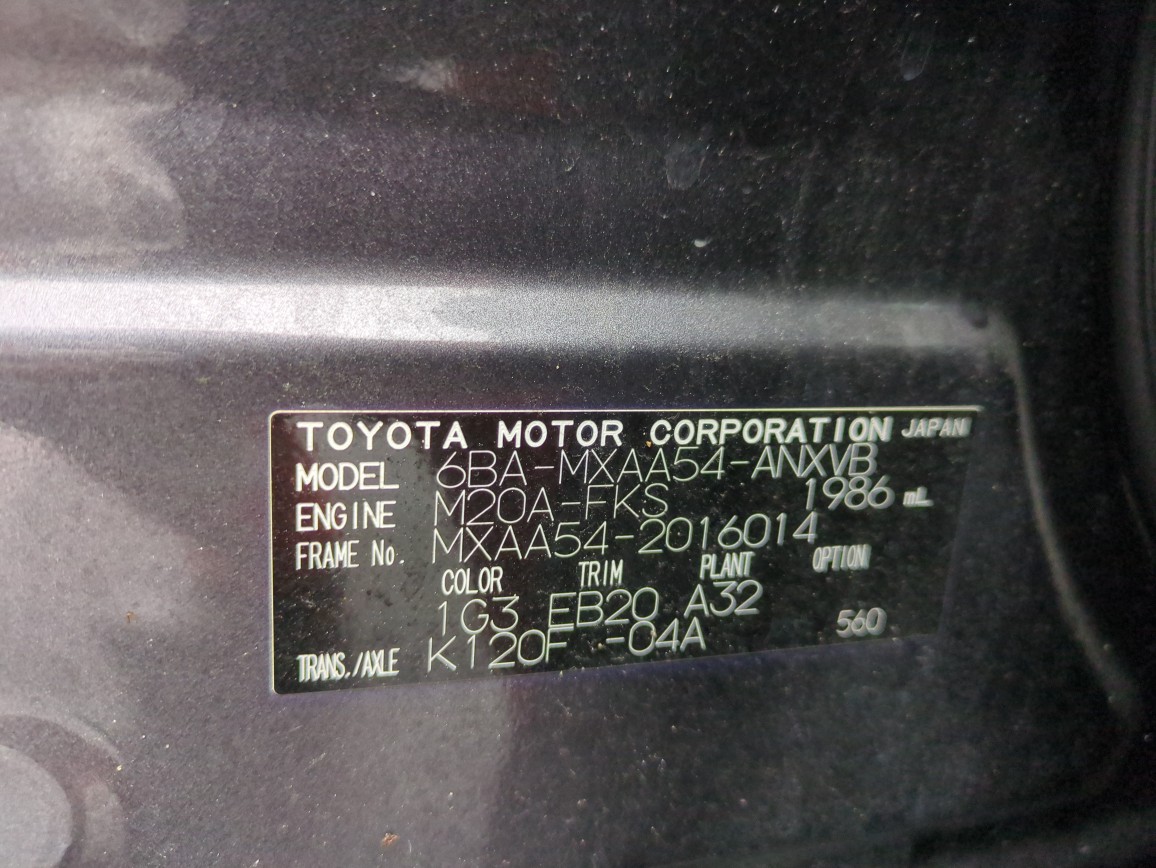 TOYOTA MOTOR CORPORATION JAPAN
MODEL 6BA-MXAA54-ANXVB
ENGINE M20A-FKS 1986 mL
FRAME No. MXAA54-2016014
COLOR TRIM PLANT OPTION
1G3 EB20 A32
TRANS./AXLE K120F -04A 560